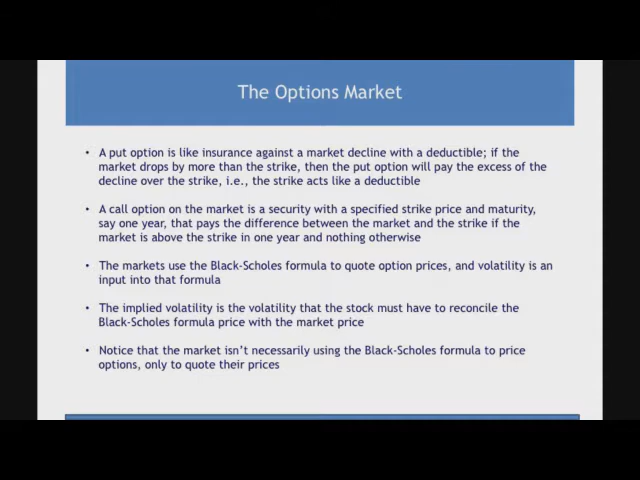 The Options Market
• A put option is like insurance against a market decline with a deductible; if the
market drops by more than the strike, then the put option will pay the excess of the
decline over the strike, i.e., the strike acts like a deductible
• A call option on the market is a security with a specified strike price and maturity,
say one year, that pays the difference between the market and the strike if the
market is above the strike in one year and nothing otherwise
• The markets use the Black-Scholes formula to quote option prices, and volatility is an
input into that formula
• The implied volatility is the volatility that the stock must have to reconcile the
Black-Scholes formula price with the market price
• Notice that the market isn't necessarily using the Black-Scholes formula to price
options, only to quote their prices